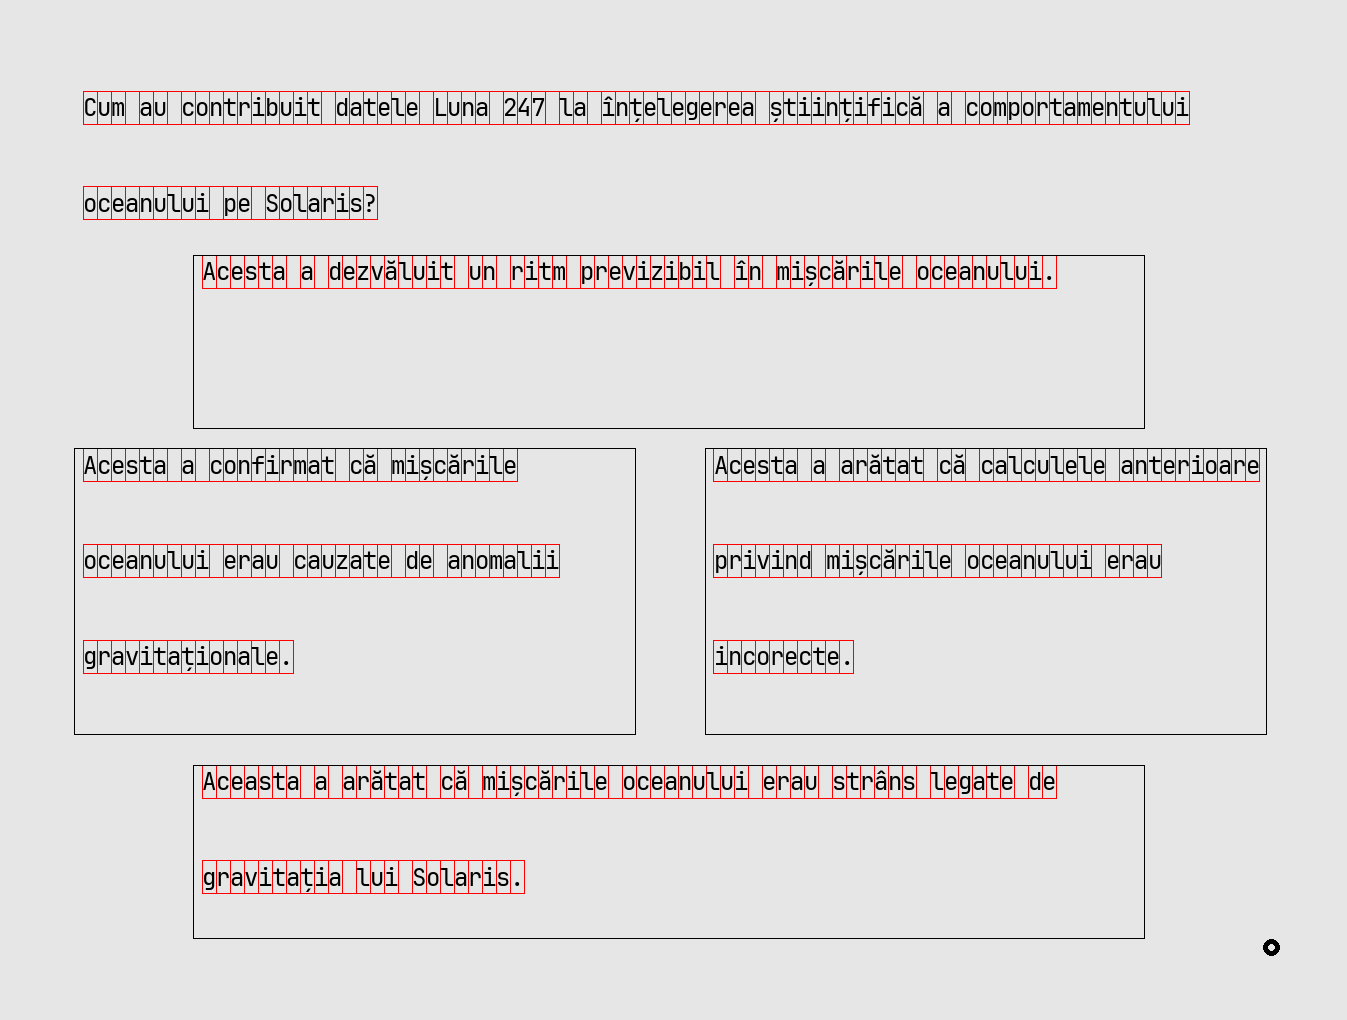 Cum au contribuit datele Luna 247 la înțelegerea științifică a comportamentului
oceanului pe Solaris?
Acesta a dezvăluit un ritm previzibil în mișcările oceanului.
Acesta a confirmat că mișcările
oceanului erau cauzate de anomalii
gravitaționale.
Acesta a arătat că calculele anterioare
privind mișcările oceanului erau
incorecte.
Aceasta a arătat că mișcările oceanului erau strâns legate de
gravitația lui Solaris.